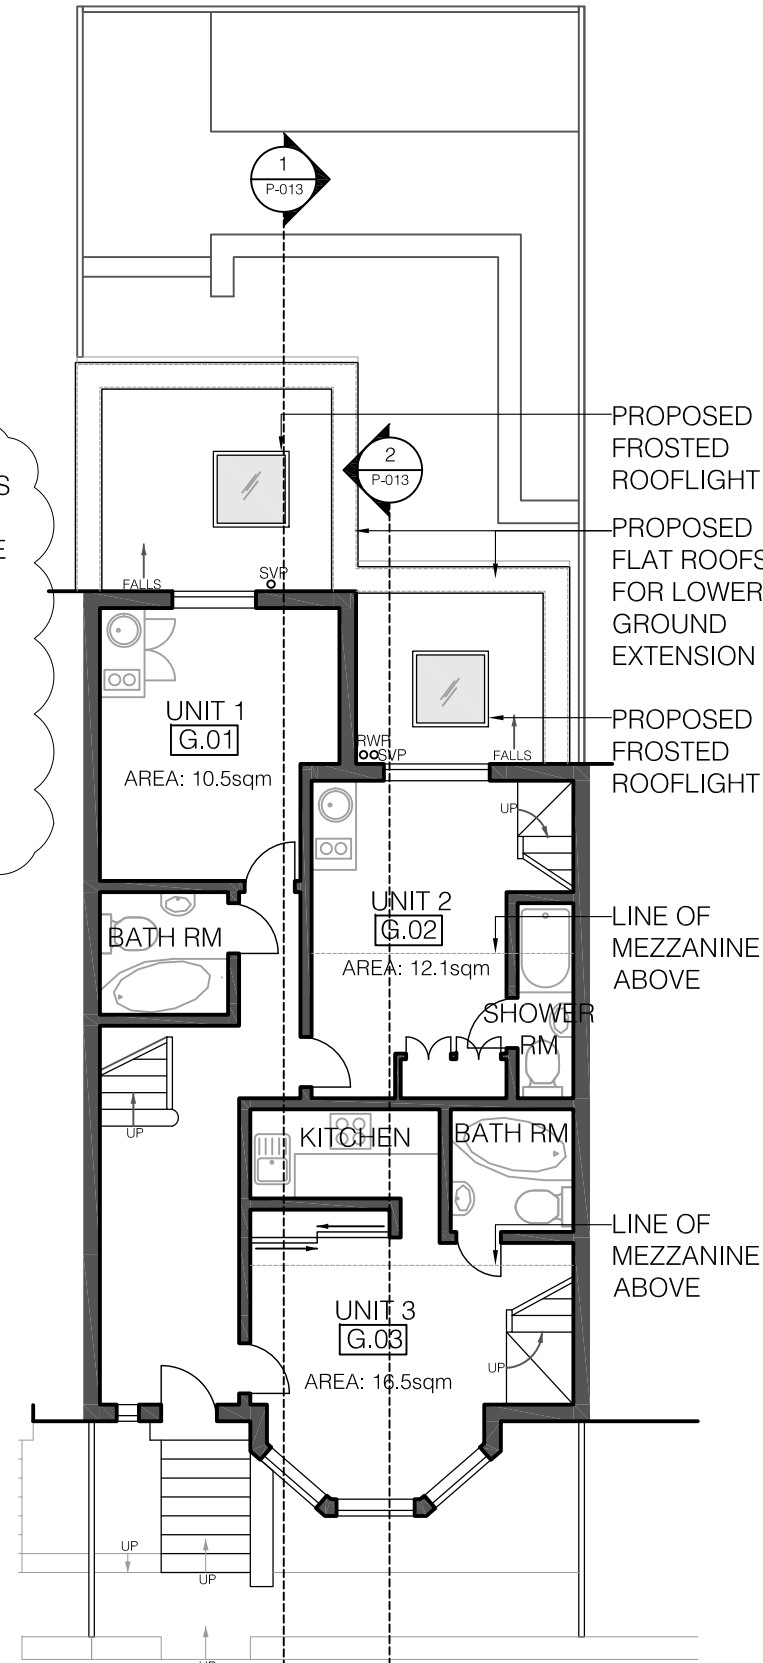 1
P-013
PROPOSED
FROSTED
ROOFLIGHT
2
P-013
S
E
PROPOSED
FLAT ROOFS
FOR LOWER
GROUND
EXTENSION
FALLS
SVP
UNIT 1
G.01
AREA: 10.5sqm
PROPOSED
FROSTED
ROOFLIGHT
RWP
SVP
FALLS
UP
UNIT 2
G.02
AREA: 12.1sqm
LINE OF
MEZZANINE
ABOVE
BATH RM
SHOWER
RM
UP
KITCHEN
BATH RM
LINE OF
MEZZANINE
ABOVE
UNIT 3
G.03
AREA: 16.5sqm
UP
UP
UP
UP